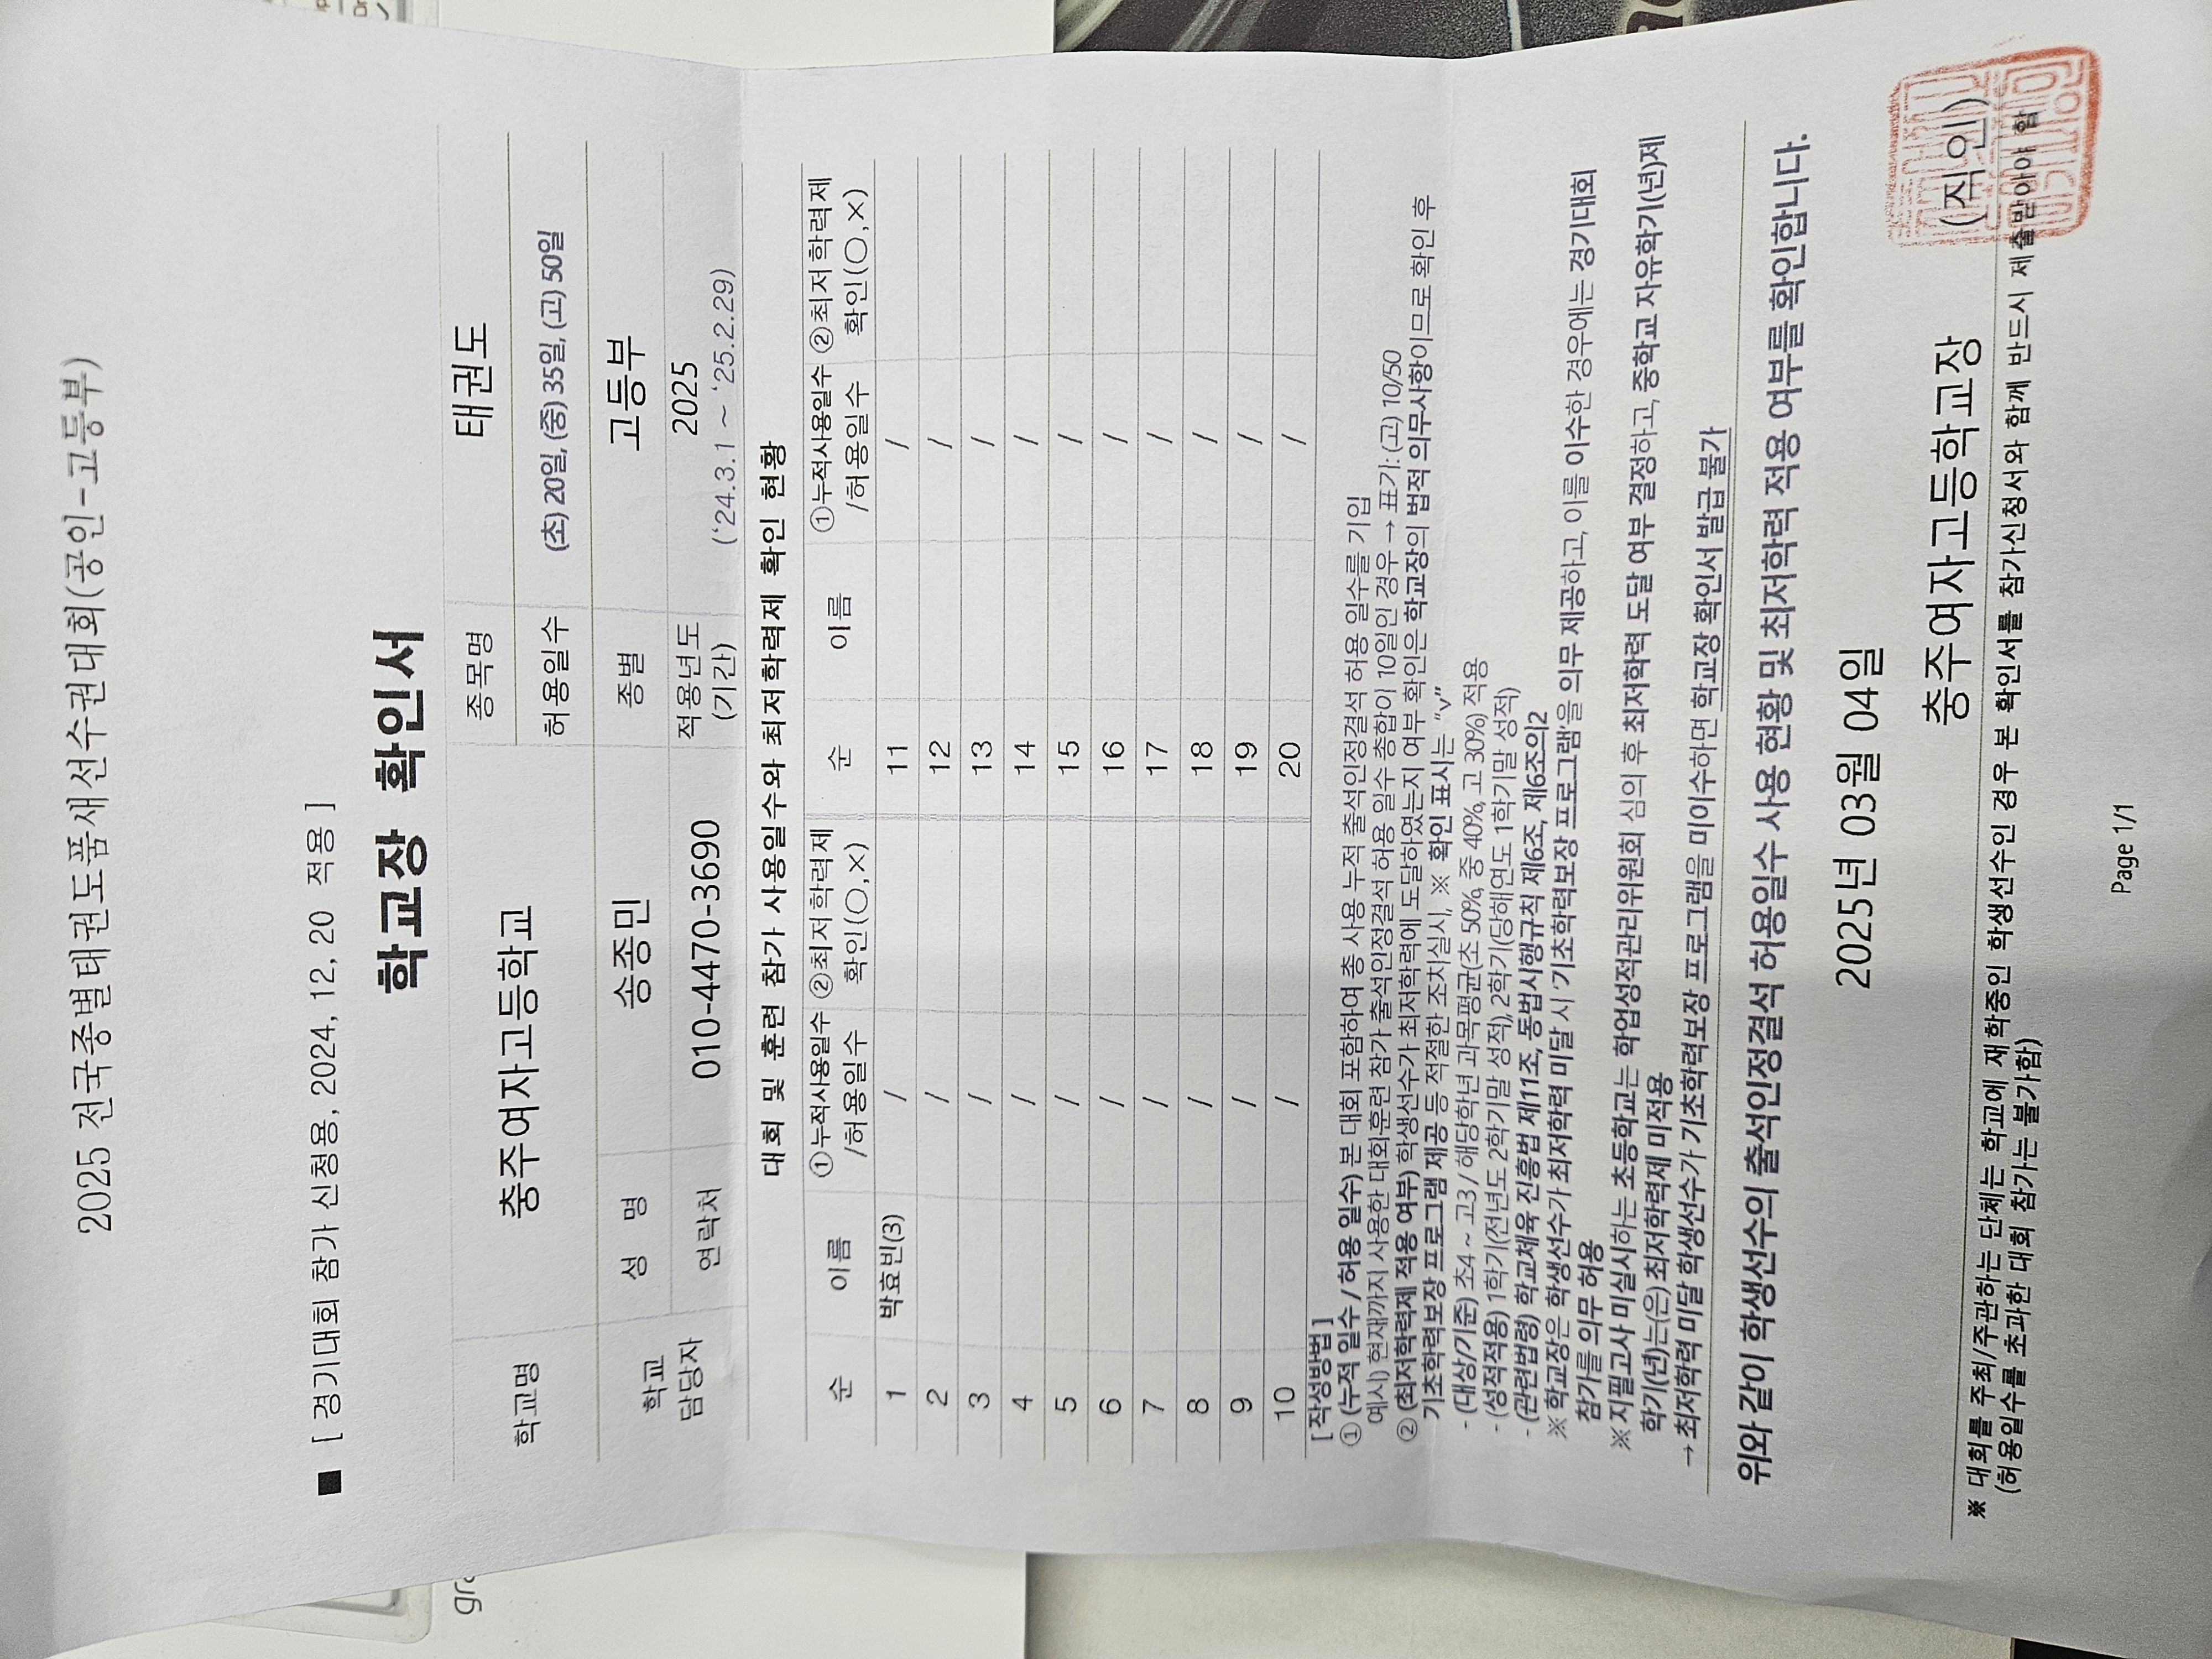 2025 전국종별태권도품새선수권대회(공인-고등부)
■ [ 경기대회 참가 신청용, 2024, 12, 20 적용 ]
학교장 확인서
학교명 충주여자고등학교 종목명 태권도
허용일수 (초) 20일, (중) 35일, (고) 50일
학교 담당자 성 명 송종민 종별 고등부
연락처 010-4470-3690 적용년도 (기간) 2025 ('24.3.1 ~ '25.2.29)
대회 및 훈련 참가 사용일수와 최저학력제 확인 현황
순 이름 ①누적사용일수 /허용일수 ②최저학력제 확인(○,×) 순 이름 ①누적사용일수 /허용일수 ②최저학력제 확인(○,×)
1 박효빈(3) / 11 /
2 / 12 /
3 / 13 /
4 / 14 /
5 / 15 /
6 / 16 /
7 / 17 /
8 / 18 /
9 / 19 /
10 / 20 /
[ 작성방법 ]
① (누적 일수 / 허용 일수) 본 대회 포함하여 총 사용 누적 출석인정결석 허용 일수를 기입
예시) 현재까지 사용한 대회훈련 참가 출석인정결석 허용 일수 총합이 10일인 경우 → 표기: (고) 10/50
② (최저학력제 적용 여부) 학생선수가 최저학력에 도달하였는지 여부 확인은 학교장의 법적 의무사항이므로 확인 후
기초학력보장 프로그램 제공 등 적절한 조치실시, ※ 확인 표시는 "v"
- (대상/기준) 초4 ~ 고3 / 해당학년 과목평균(초 50%, 중 40%, 고 30%) 적용
- (성적적용) 1학기(전년도 2학기말 성적), 2학기(당해연도 1학기말 성적)
- (관련법령) 학교체육 진흥법 제11조, 동법시행규칙 제6조, 제6조의2
※ 학교장은 학생선수가 최저학력 미달 시 '기초학력보장 프로그램'을 의무 제공하고, 이를 이수한 경우에는 경기대회
참가를 의무 허용
※ 지필고사 미실시하는 초등학교는 학업성적관리위원회 심의 후 최저학력 도달 여부 결정하고, 중학교 자유학기(년)제
학기(년)는(은) 최저학력제 미적용
→ 최저학력 미달 학생선수가 기초학력보장 프로그램을 미이수하면 학교장 확인서 발급 불가
위와 같이 학생선수의 출석인정결석 허용일수 사용 현황 및 최저학력 적용 여부를 확인합니다.
2025년 03월 04일
충주여자고등학교장 (직인)
※ 대회를 주최/주관하는 단체는 학교에 재학중인 학생선수인 경우 본 확인서를 참가신청서와 함께 반드시 제출받아야 함
(허용일수를 초과한 대회 참가는 불가함)
Page 1/1